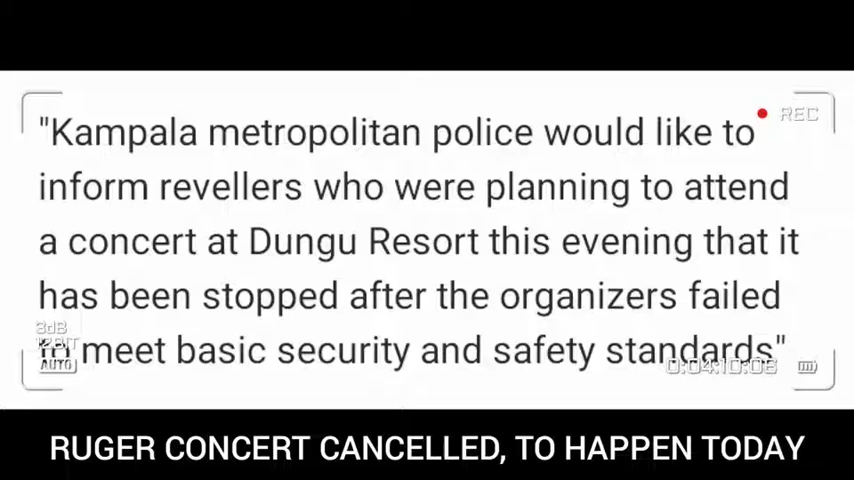 "Kampala metropolitan police would like to
REC
inform revellers who were planning to attend
a concert at Dungu Resort this evening that it
has been stopped after the organizers failed
3dB
12BIT
to meet basic security and safety standards"
AUTO
0:04:10:08
RUGER CONCERT CANCELLED, TO HAPPEN TODAY